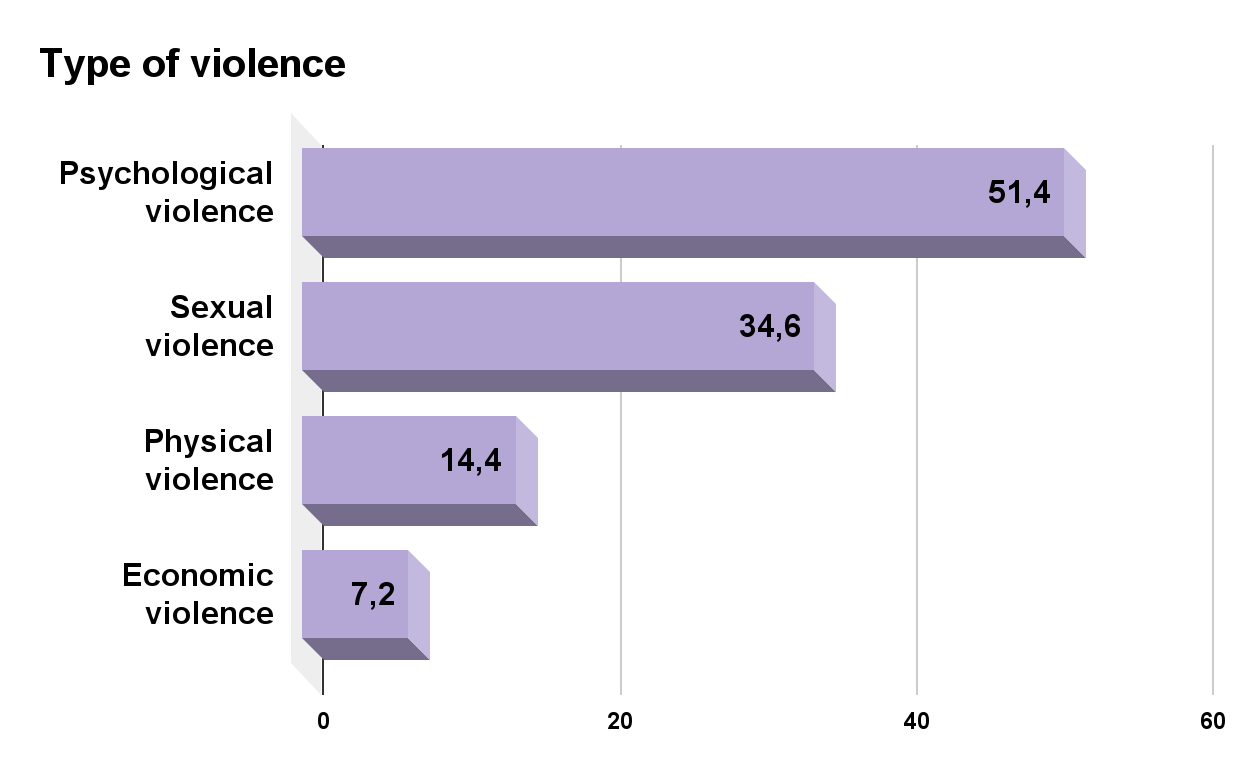 Type of violence
Psychological
violence
51,4
Sexual
violence
34,6
Physical
violence
14,4
Economic
violence
7,2
0
20
40
60